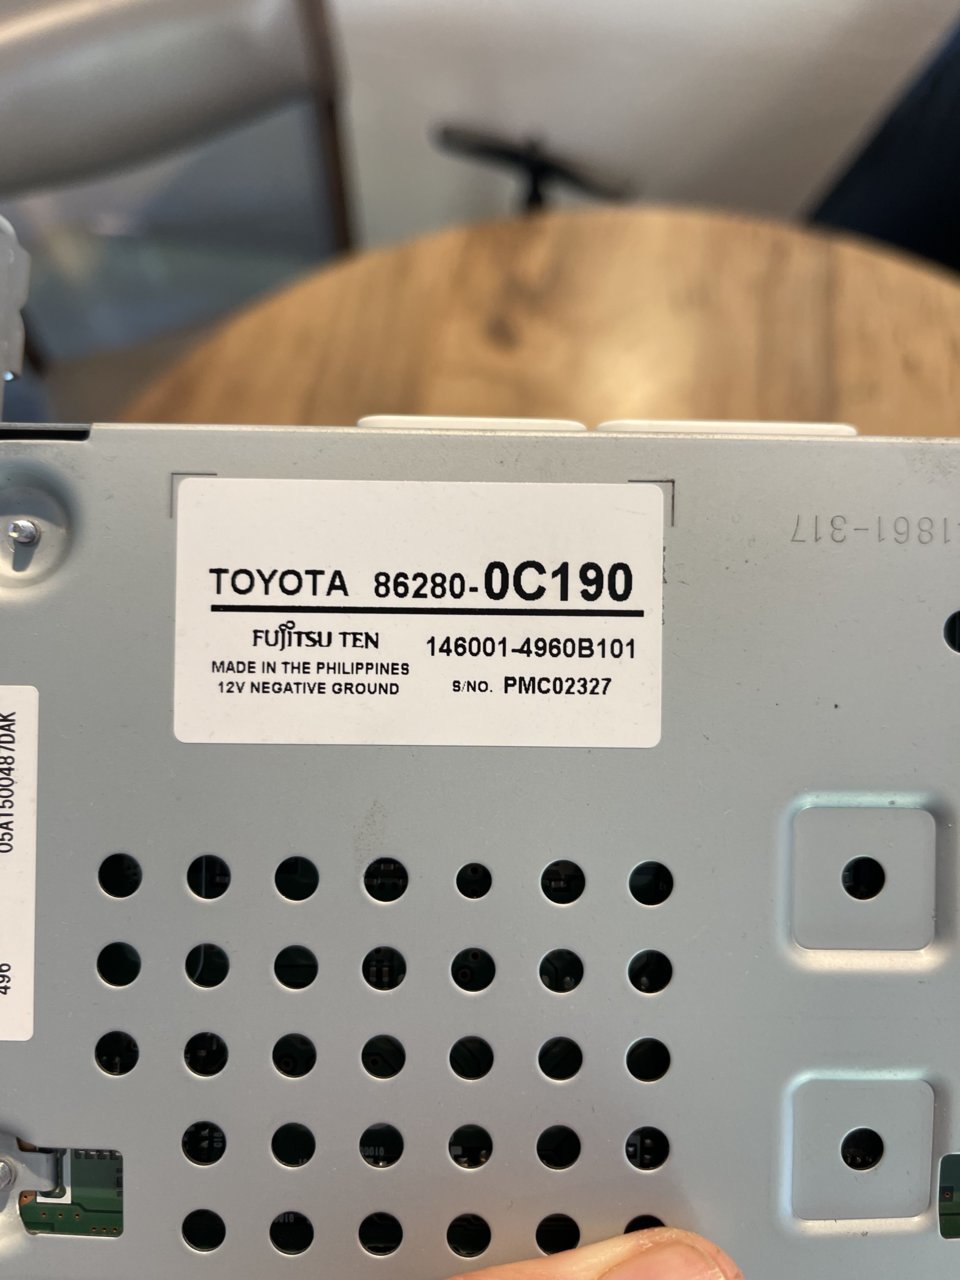 1861-317
TOYOTA 86280-0C190
FUJITSU TEN 146001-4960B101
MADE IN THE PHILIPPINES
12V NEGATIVE GROUND S/NO. PMC02327
05A1500487DAK
496